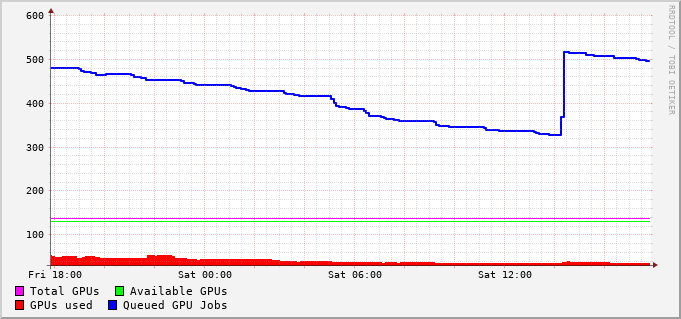 600
500
400
300
200
100
Fri 18:00 Sat 00:00 Sat 06:00 Sat 12:00
Total GPUs Available GPUs
GPUs used Queued GPU Jobs
RRDTOOL / TOBI OETIKER